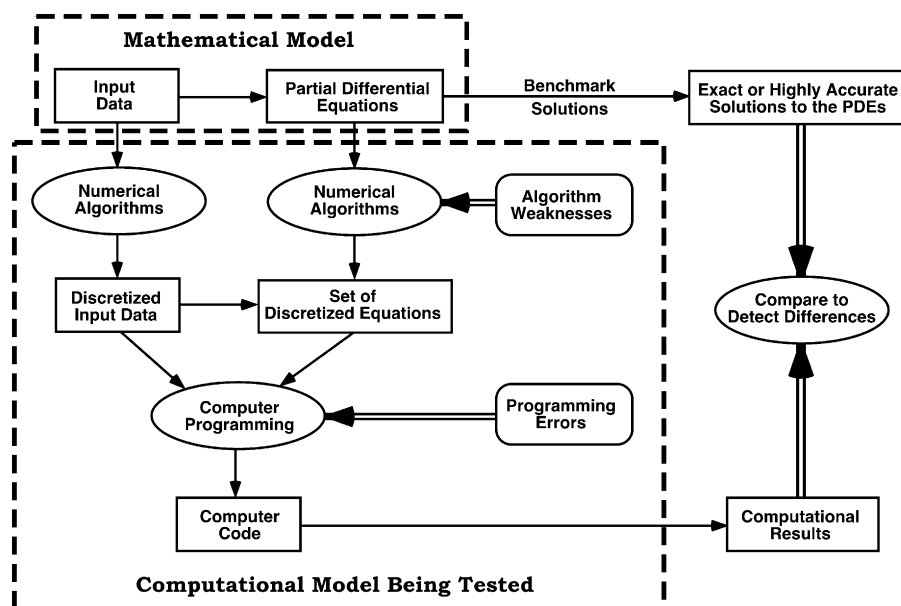 Mathematical Model
Input
Data
Partial Differential
Equations
Benchmark
Solutions
Exact or Highly Accurate
Solutions to the PDEs
Numerical
Algorithms
Numerical
Algorithms
Algorithm
Weaknesses
Discretized
Input Data
Set of
Discretized Equations
Compare to
Detect Differences
Computer
Programming
Programming
Errors
Computer
Code
Computational
Results
Computational Model Being Tested